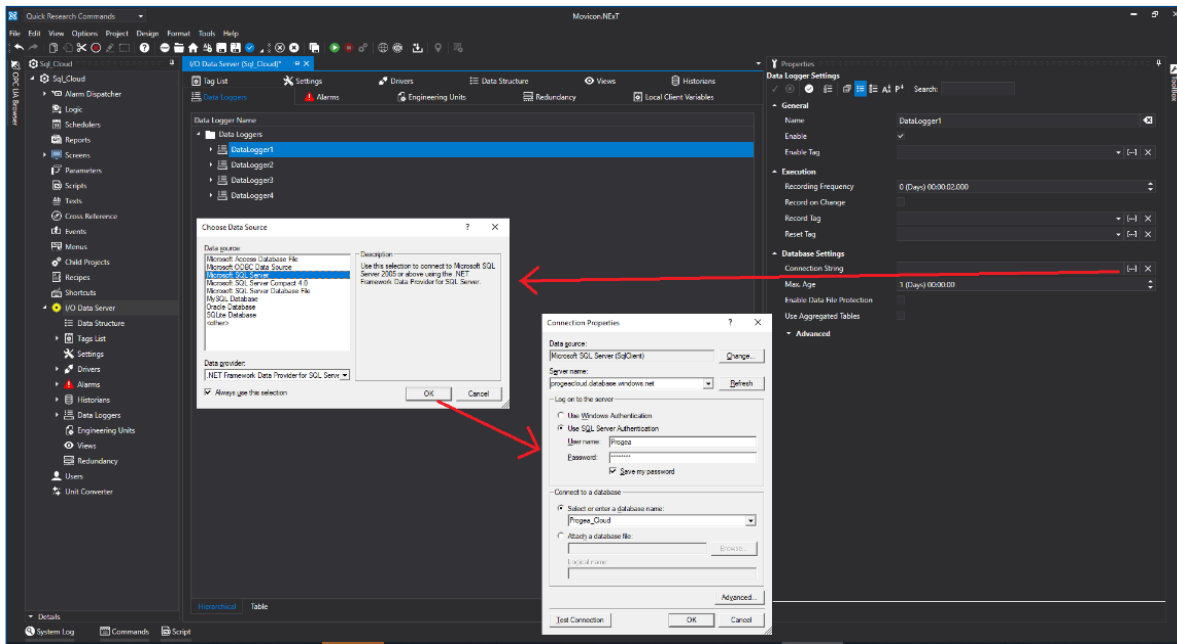 Quick Research Commands
Movicon.NExT
File Edit View Options Project Design Format Tools Help
Sql_Cloud
I/O Data Server (Sql_Cloud)*
Properties
OPC UA Browser
Toolbox
Sql_Cloud
Alarm Dispatcher
Logic
Schedulers
Reports
Screens
Parameters
Scripts
Texts
Cross Reference
Events
Menus
Child Projects
Recipes
Shortcuts
I/O Data Server
Data Structure
Tags List
Settings
Drivers
Alarms
Historians
Data Loggers
Engineering Units
Views
Redundancy
Users
Unit Converter
Details
System Log Commands Script
Tag List Settings Drivers Data Structure Views Historians
Data Loggers Alarms Engineering Units Redundancy Local Client Variables
Data Logger Name
Data Loggers
DataLogger1
DataLogger2
DataLogger3
DataLogger4
Hierarchical Table
Choose Data Source ? X
Data source:
Microsoft Access Database File
Microsoft ODBC Data Source
Microsoft SQL Server
Microsoft SQL Server Compact 4.0
Microsoft SQL Server Database File
MySQL Database
Oracle Database
SQLite Database
<other>
Description
Use this selection to connect to Microsoft SQL
Server 2005 or above using the .NET
Framework Data Provider for SQL Server.
Data provider:
.NET Framework Data Provider for SQL Serve
Always use this selection
OK Cancel
Connection Properties ? X
Data source:
Microsoft SQL Server (SqlClient) Change...
Server name:
progeacloud.database.windows.net Refresh
Log on to the server
Use Windows Authentication
Use SQL Server Authentication
User name: Progea
Password: ********
Save my password
Connect to a database
Select or enter a database name:
Progea_Cloud
Attach a database file:
Browse...
Logical name:
Advanced...
Test Connection OK Cancel
Data Logger Settings
Search:
General
Name DataLogger1
Enable
Enable Tag
Execution
Recording Frequency 0 (Days) 00:00:02.000
Record on Change
Record Tag
Reset Tag
Database Settings
Connection String
Max. Age 1 (Days) 00:00:00
Enable Data File Protection
Use Aggregated Tables
Advanced